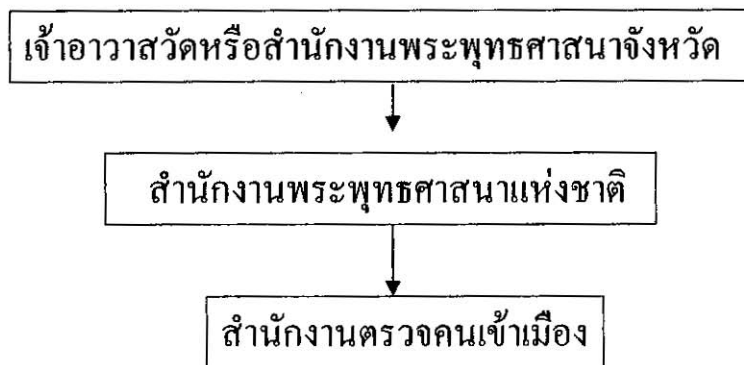 เจ้าอาวาสวัดหรือสำนักงานพระพุทธศาสนาจังหวัด
สำนักงานพระพุทธศาสนาแห่งชาติ
สำนักงานตรวจคนเข้าเมือง